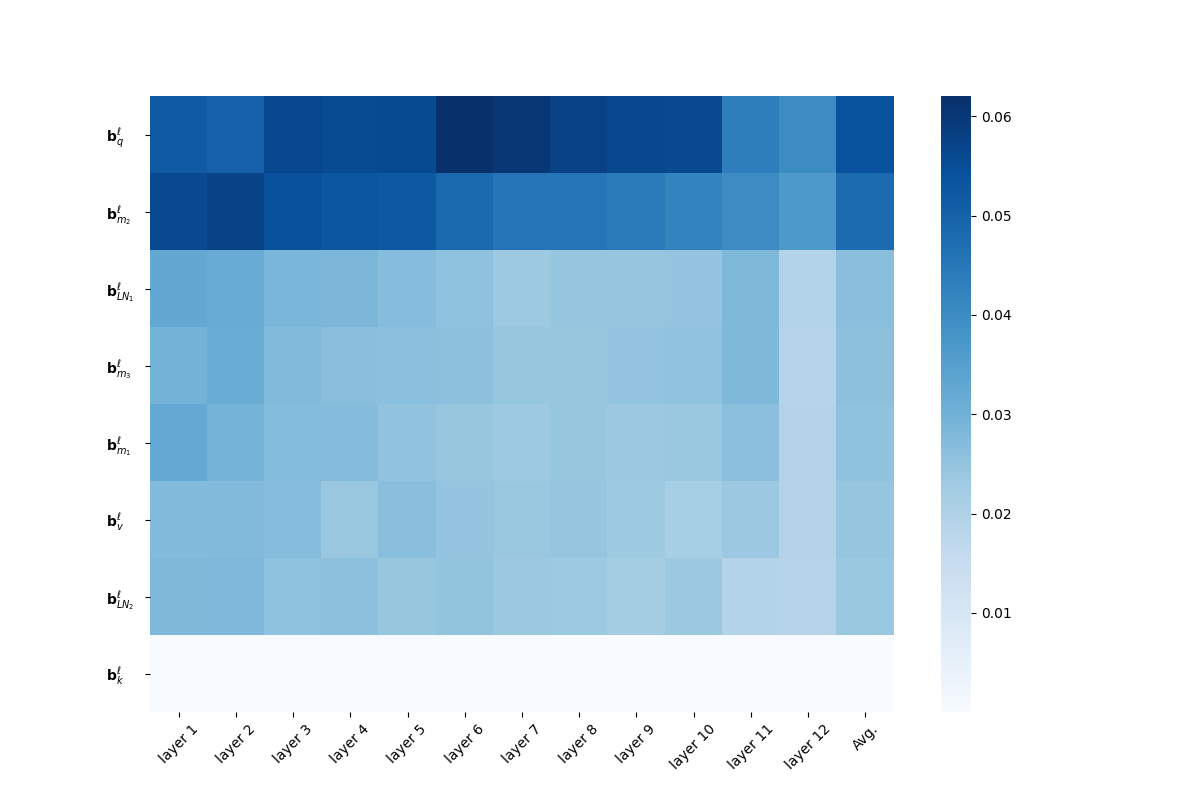 b_q^ℓ
b_{m_2}^ℓ
b_{LN_1}^ℓ
b_{m_3}^ℓ
b_{m_1}^ℓ
b_v^ℓ
b_{LN_2}^ℓ
b_k^ℓ
layer 1 layer 2 layer 3 layer 4 layer 5 layer 6 layer 7 layer 8 layer 9 layer 10 layer 11 layer 12 Avg.
0.06
0.05
0.04
0.03
0.02
0.01